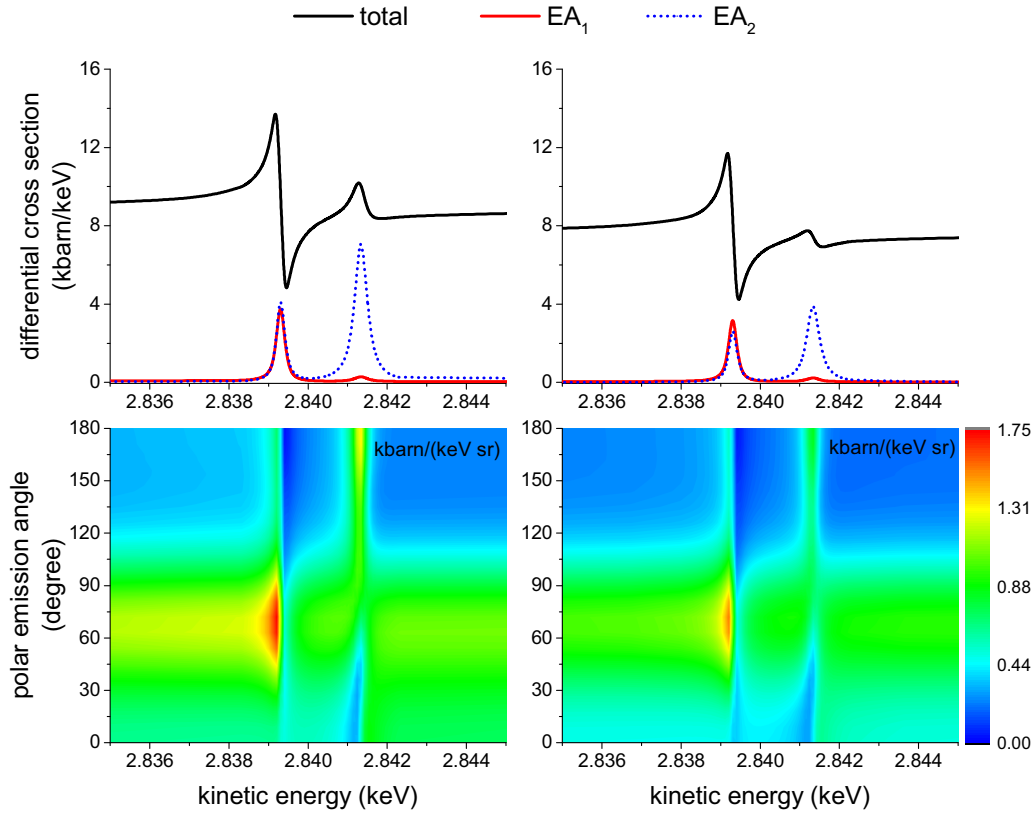 total EA₁ EA₂
differential cross section
(kbarn/keV)
16
12
8
4
0
2.836 2.838 2.840 2.842 2.844
16
12
8
4
0
2.836 2.838 2.840 2.842 2.844
polar emission angle
(degree)
180
150
120
90
60
30
0
kbarn/(keV sr)
2.836 2.838 2.840 2.842 2.844
kinetic energy (keV)
180
150
120
90
60
30
0
kbarn/(keV sr)
2.836 2.838 2.840 2.842 2.844
kinetic energy (keV)
1.75
1.31
0.88
0.44
0.00